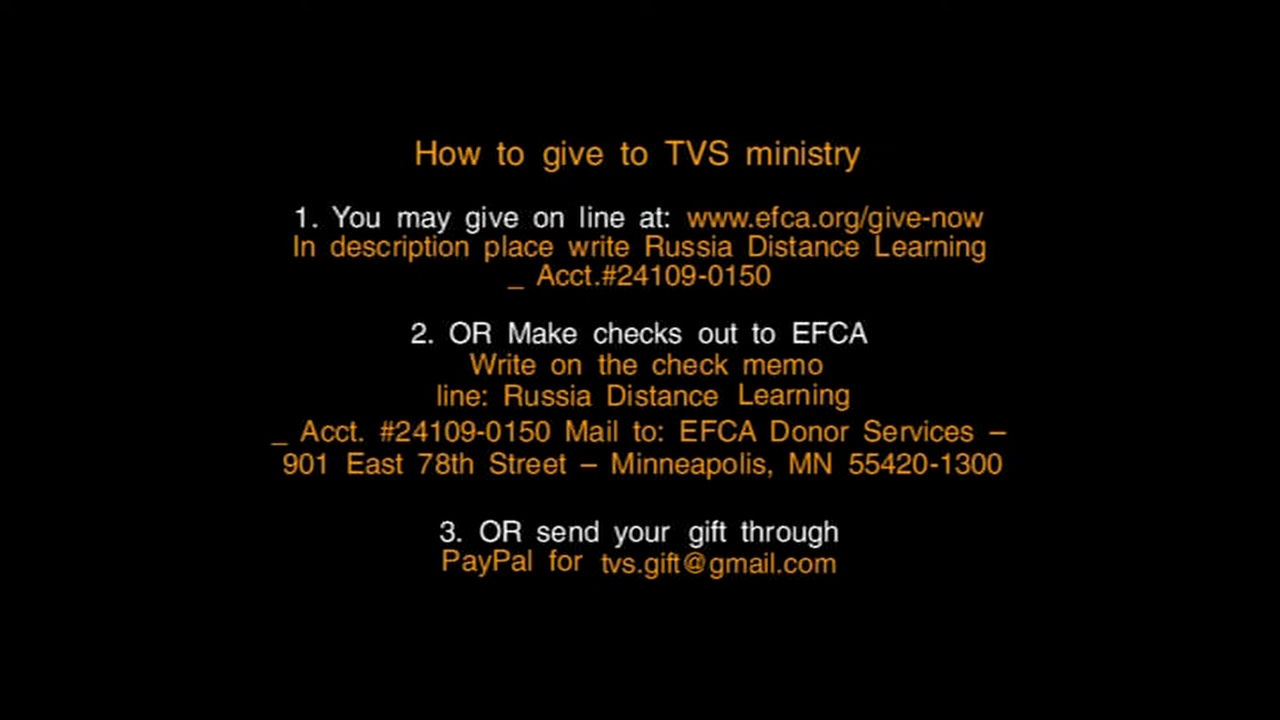 How to give to TVS ministry
1. You may give on line at: www.efca.org/give-now
In description place write Russia Distance Learning
_ Acct.#24109-0150
2. OR Make checks out to EFCA
Write on the check memo
line: Russia Distance Learning
_ Acct. #24109-0150 Mail to: EFCA Donor Services –
901 East 78th Street – Minneapolis, MN 55420-1300
3. OR send your gift through
PayPal for tvs.gift@gmail.com